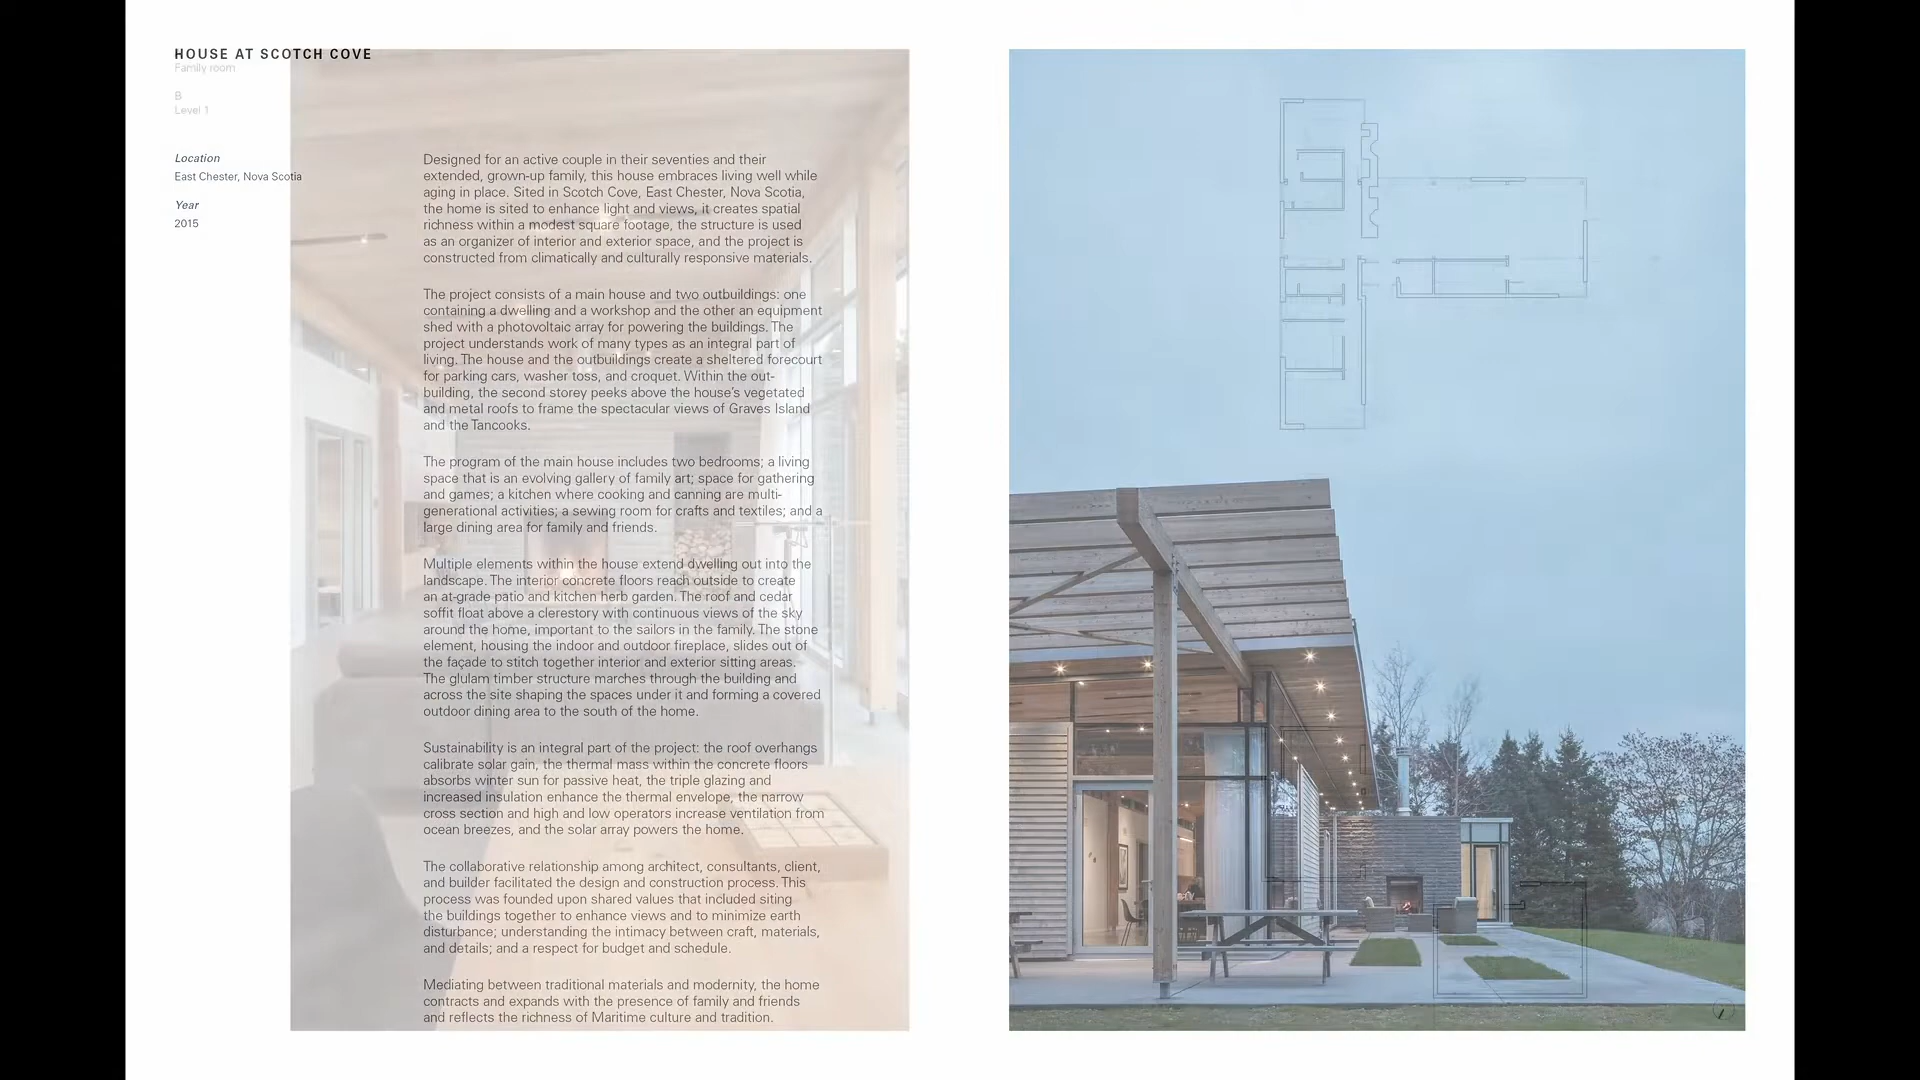 HOUSE AT SCOTCH COVE
Family room
B
Level 1
Location
East Chester, Nova Scotia
Year
2015
Designed for an active couple in their seventies and their
extended, grown-up family, this house embraces living well while
aging in place. Sited in Scotch Cove, East Chester, Nova Scotia,
the home is sited to enhance light and views, it creates spatial
richness within a modest square footage, the structure is used
as an organizer of interior and exterior space, and the project is
constructed from climatically and culturally responsive materials.
The project consists of a main house and two outbuildings: one
containing a dwelling and a workshop and the other an equipment
shed with a photovoltaic array for powering the buildings. The
project understands work of many types as an integral part of
living. The house and the outbuildings create a sheltered forecourt
for parking cars, washer toss, and croquet. Within the out-
building, the second storey peeks above the house's vegetated
and metal roofs to frame the spectacular views of Graves Island
and the Tancooks.
The program of the main house includes two bedrooms; a living
space that is an evolving gallery of family art; space for gathering
and games; a kitchen where cooking and canning are multi-
generational activities; a sewing room for crafts and textiles; and a
large dining area for family and friends.
Multiple elements within the house extend dwelling out into the
landscape. The interior concrete floors reach outside to create
an at-grade patio and kitchen herb garden. The roof and cedar
soffit float above a clerestory with continuous views of the sky
around the home, important to the sailors in the family. The stone
element, housing the indoor and outdoor fireplace, slides out of
the façade to stitch together interior and exterior sitting areas.
The glulam timber structure marches through the building and
across the site shaping the spaces under it and forming a covered
outdoor dining area to the south of the home.
Sustainability is an integral part of the project: the roof overhangs
calibrate solar gain, the thermal mass within the concrete floors
absorbs winter sun for passive heat, the triple glazing and
increased insulation enhance the thermal envelope, the narrow
cross section and high and low operators increase ventilation from
ocean breezes, and the solar array powers the home.
The collaborative relationship among architect, consultants, client,
and builder facilitated the design and construction process. This
process was founded upon shared values that included siting
the buildings together to enhance views and to minimize earth
disturbance; understanding the intimacy between craft, materials,
and details; and a respect for budget and schedule.
Mediating between traditional materials and modernity, the home
contracts and expands with the presence of family and friends
and reflects the richness of Maritime culture and tradition.